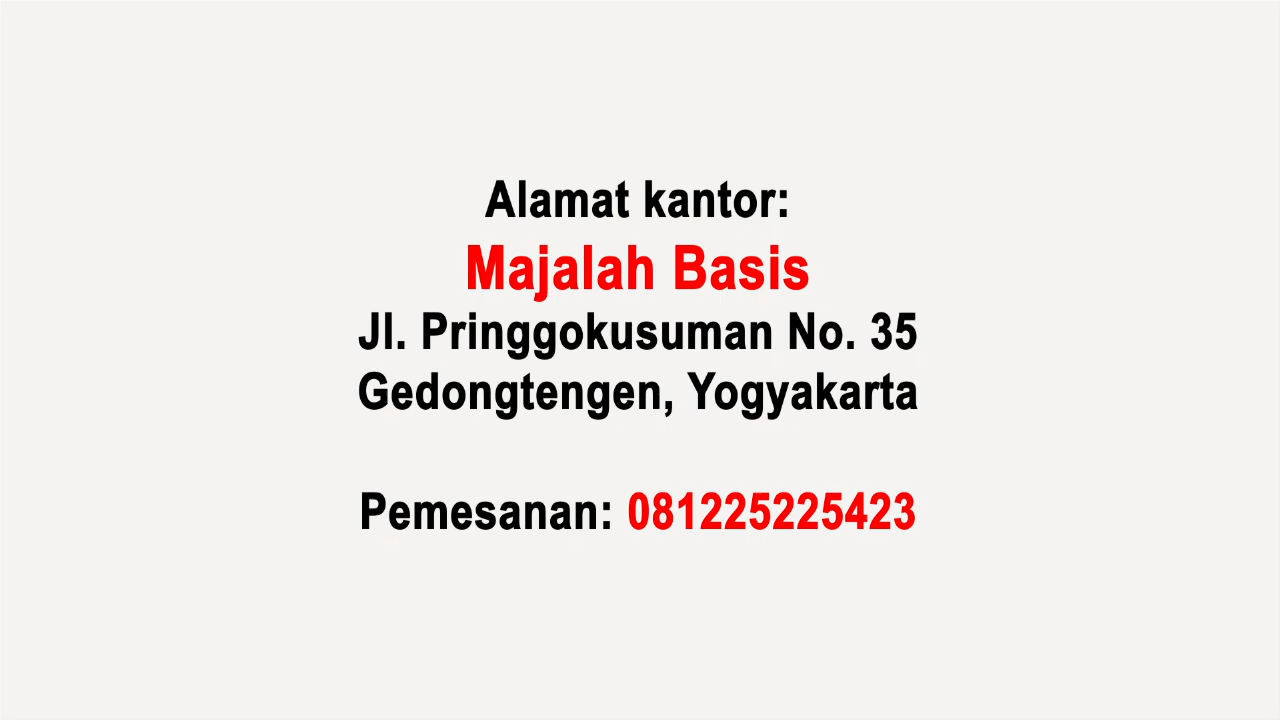 Alamat kantor:
Majalah Basis
Jl. Pringgokusuman No. 35
Gedongtengen, Yogyakarta
Pemesanan: 081225225423